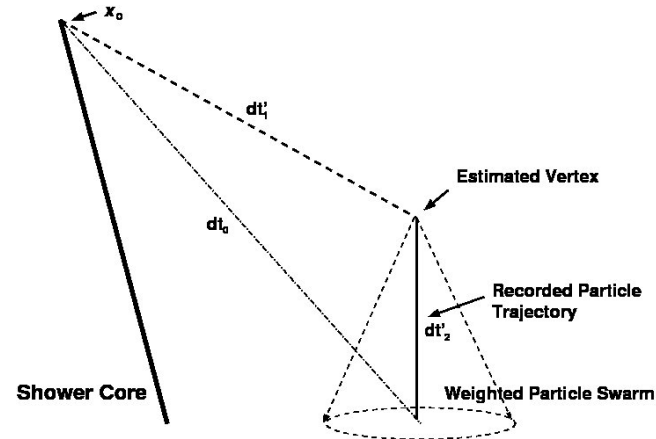 x₀
dt'₁
Estimated Vertex
dt₀
Recorded Particle
Trajectory
dt'₂
Shower Core
Weighted Particle Swarm